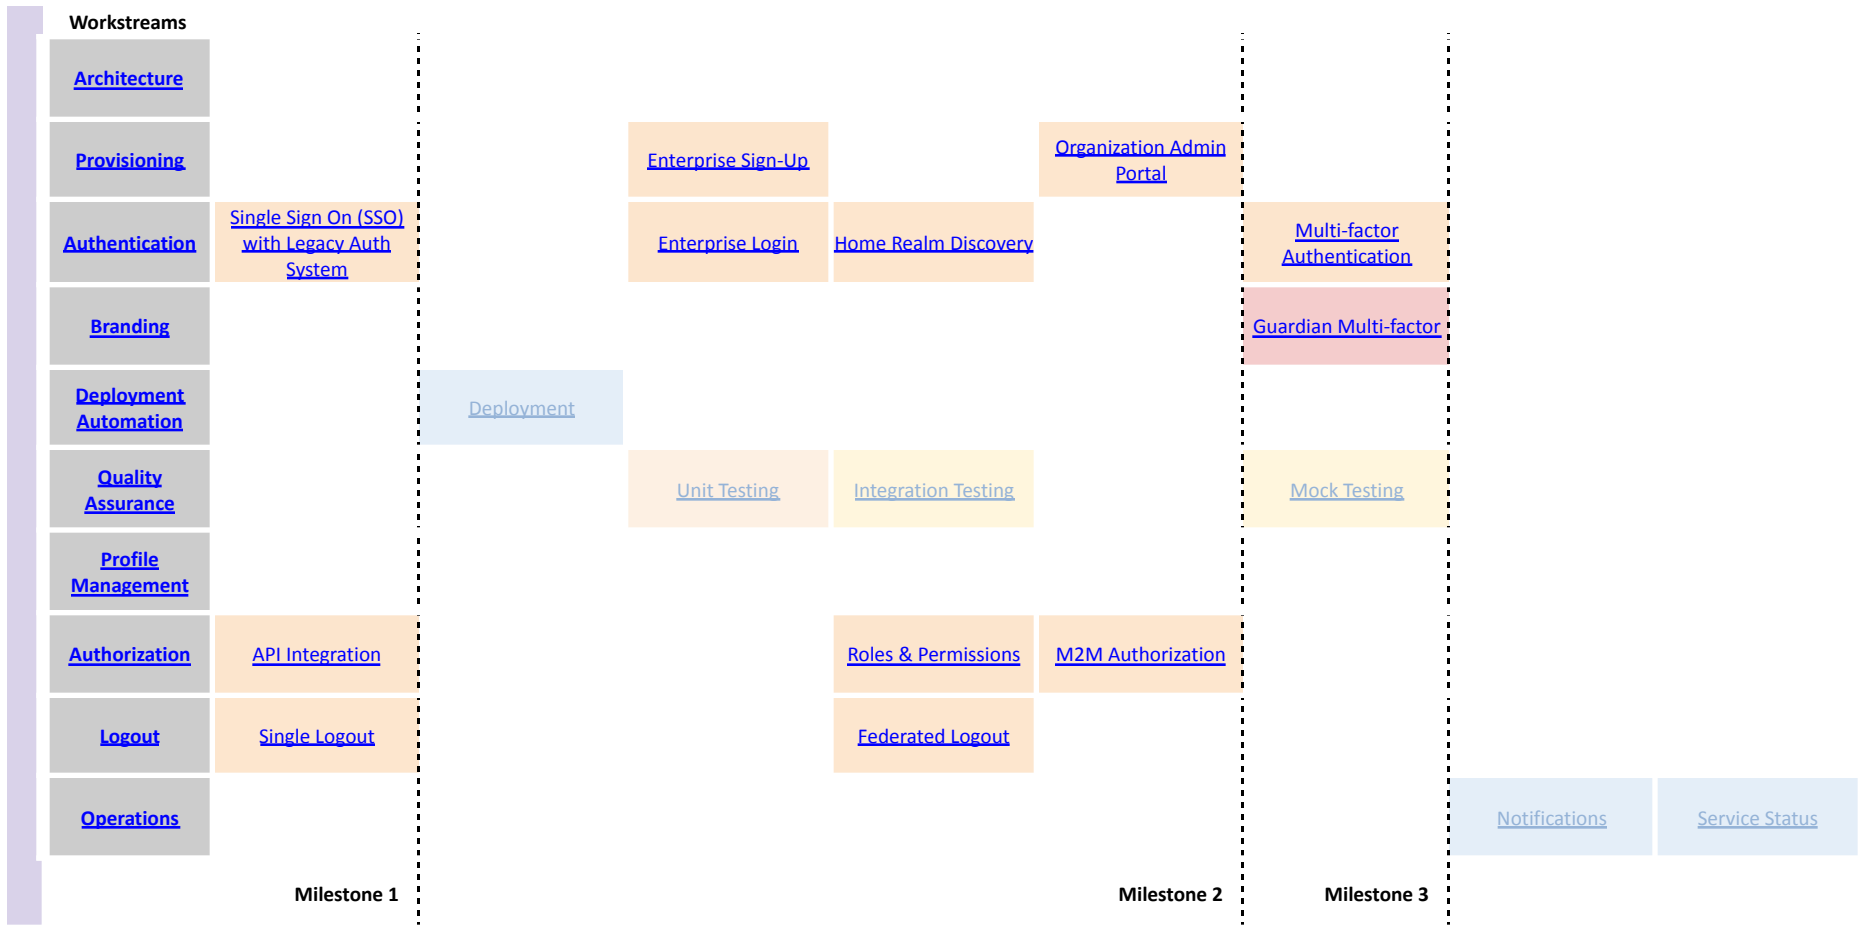 Workstreams
Architecture
Provisioning
Enterprise Sign-Up
Organization Admin
Portal
Authentication
Single Sign On (SSO)
with Legacy Auth
System
Enterprise Login
Home Realm Discovery
Multi-factor
Authentication
Branding
Guardian Multi-factor
Deployment
Automation
Deployment
Quality
Assurance
Unit Testing
Integration Testing
Mock Testing
Profile
Management
Authorization
API Integration
Roles & Permissions
M2M Authorization
Logout
Single Logout
Federated Logout
Operations
Notifications
Service Status
Milestone 1
Milestone 2
Milestone 3